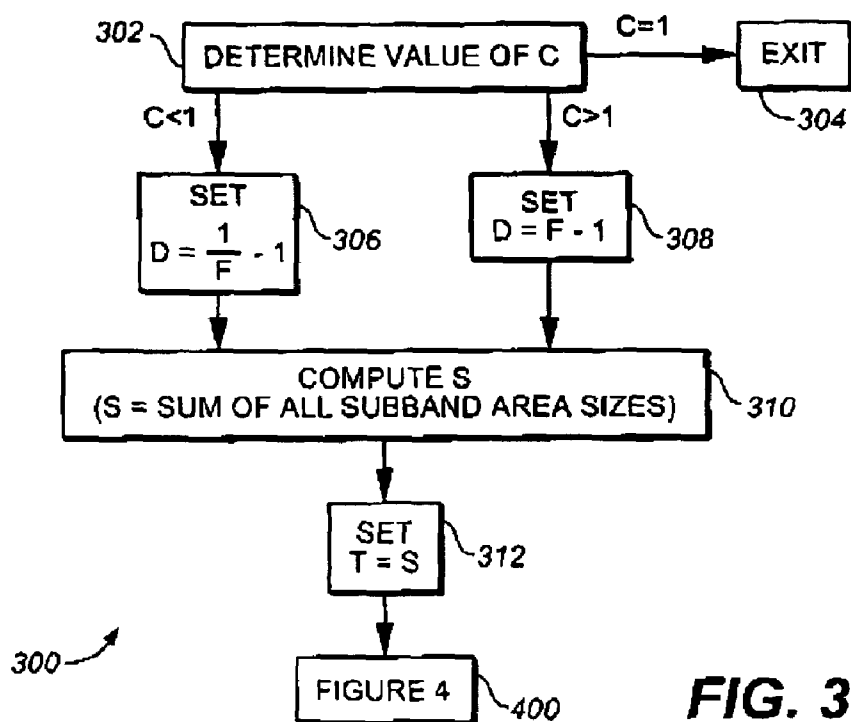 302
DETERMINE VALUE OF C
C=1
EXIT
304
C<1
C>1
SET
D = 1/F - 1
306
SET
D = F - 1
308
COMPUTE S
(S = SUM OF ALL SUBBAND AREA SIZES)
310
SET
T = S
312
300
FIGURE 4
400
FIG. 3